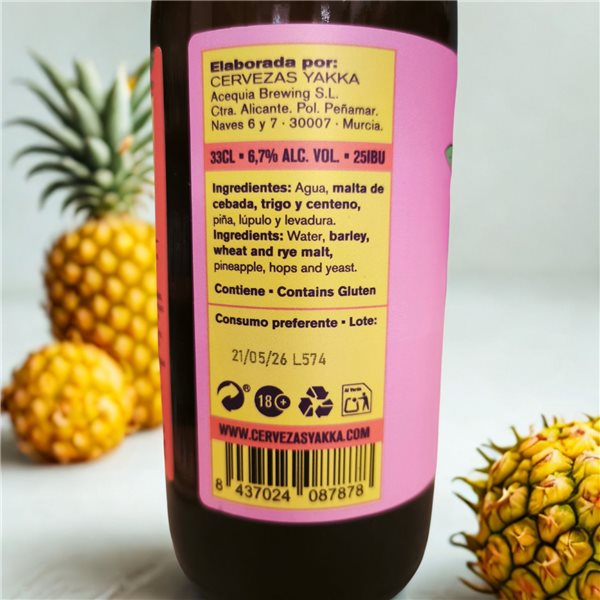 Elaborada por:
CERVEZAS YAKKA
Acequia Brewing S.L.
Ctra. Alicante. Pol. Peñamar.
Naves 6 y 7 · 30007 · Murcia.
33CL ▪ 6,7% ALC. VOL. ▪ 25IBU
Ingredientes: Agua, malta de
cebada, trigo y centeno,
piña, lúpulo y levadura.
Ingredients: Water, barley,
wheat and rye malt,
pineapple, hops and yeast.
Contiene ▪ Contains Gluten
Consumo preferente ▪ Lote:
21/05/26 L574
® 18+ Al Verde
WWW.CERVEZASYAKKA.COM
8 437024 087878